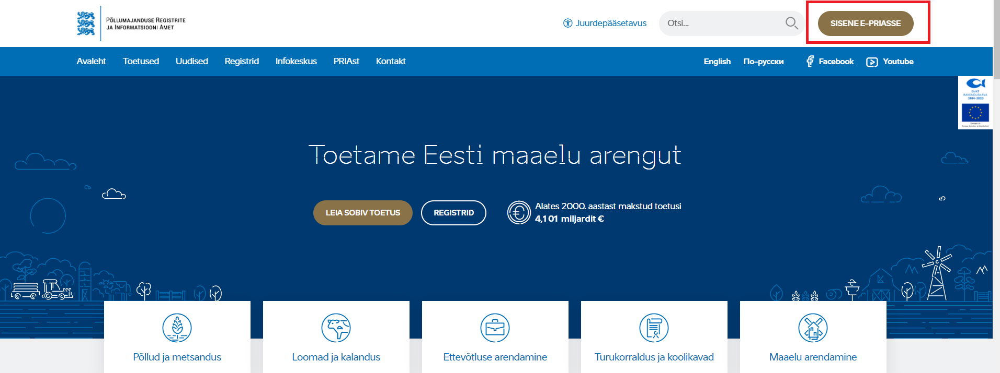 PÕLLUMAJANDUSE REGISTRITE
JA INFORMATSIOONI AMET
Juurdepääsetavus
Otsi...
SISENE E-PRIASSE
Avaleht
Toetused
Uudised
Registrid
Infokeskus
PRIAst
Kontakt
English
По-русски
Facebook
Youtube
EMKF
RAKENDUSKAVA
2014-2020
Euroopa Liit
Toetame Eesti maaelu arengut
LEIA SOBIV TOETUS
REGISTRID
Alates 2000. aastast makstud toetusi
4,101 miljardit €
Põllud ja metsandus
Loomad ja kalandus
Ettevõtluse arendamine
Turukorraldus ja koolikavad
Maaelu arendamine